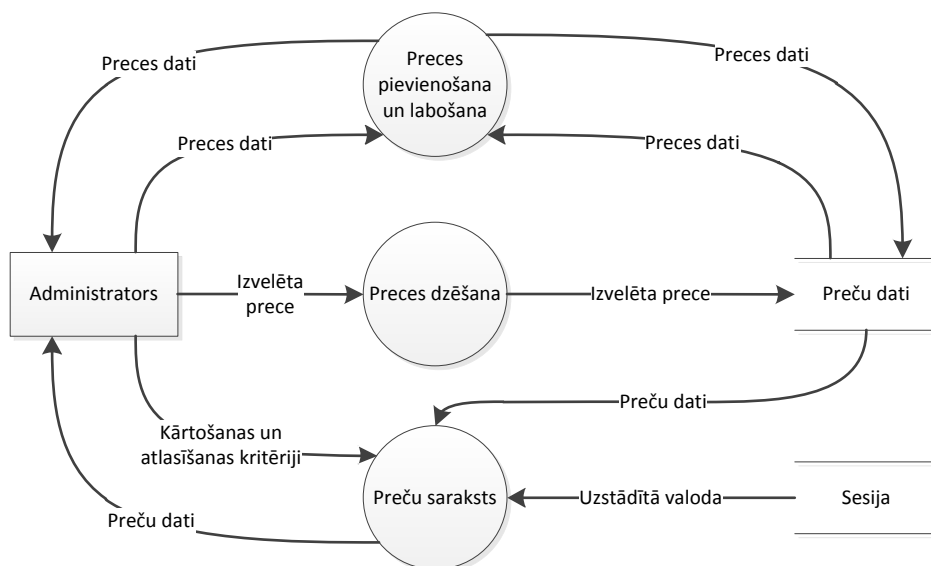 Preces dati
Preces
pievienošana
un labošana
Preces dati
Preces dati
Preces dati
Administrators
Izvelēta
prece
Preces dzēšana
Izvelēta prece
Preču dati
Preču dati
Kārtošanas un
atlasīšanas kritēriji
Preču dati
Preču saraksts
Uzstādītā valoda
Sesija